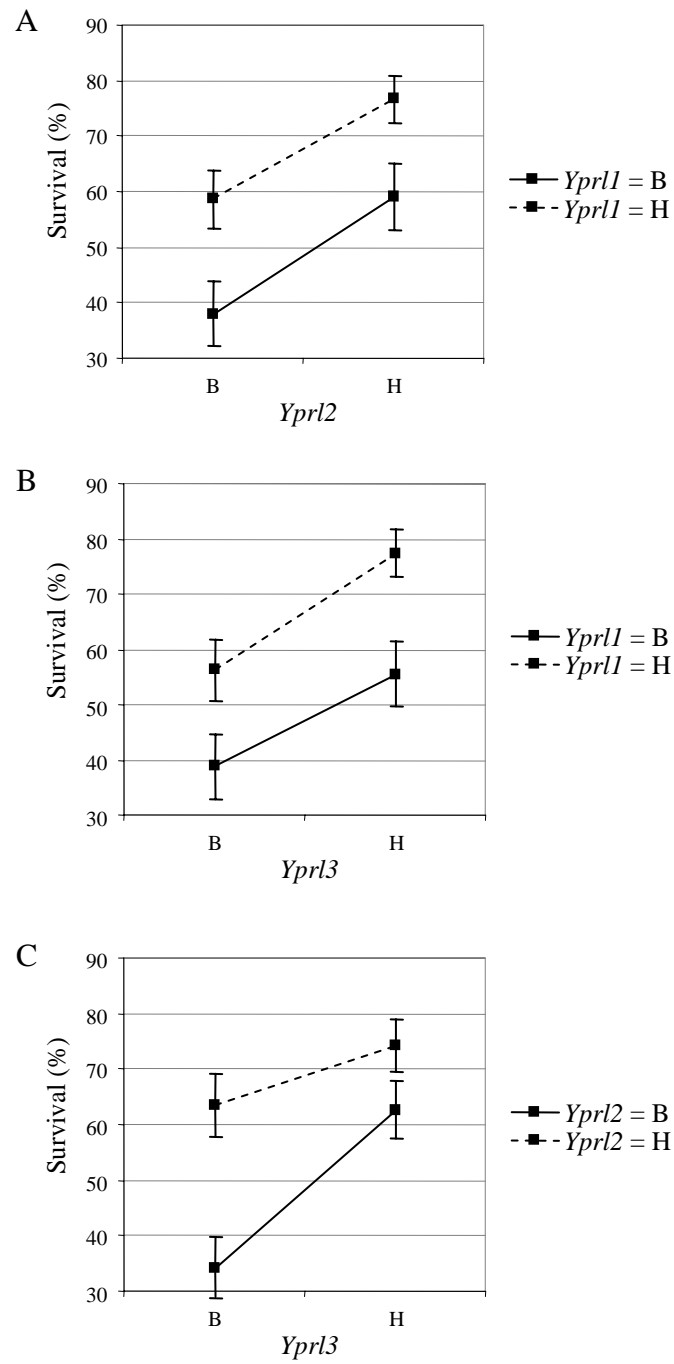 A
90
80
70
60
50
40
30
Survival (%)
B
H
Yprl2
Yprl1 = B
Yprl1 = H
B
90
80
70
60
50
40
30
Survival (%)
B
H
Yprl3
Yprl1 = B
Yprl1 = H
C
90
80
70
60
50
40
30
Survival (%)
B
H
Yprl3
Yprl2 = B
Yprl2 = H